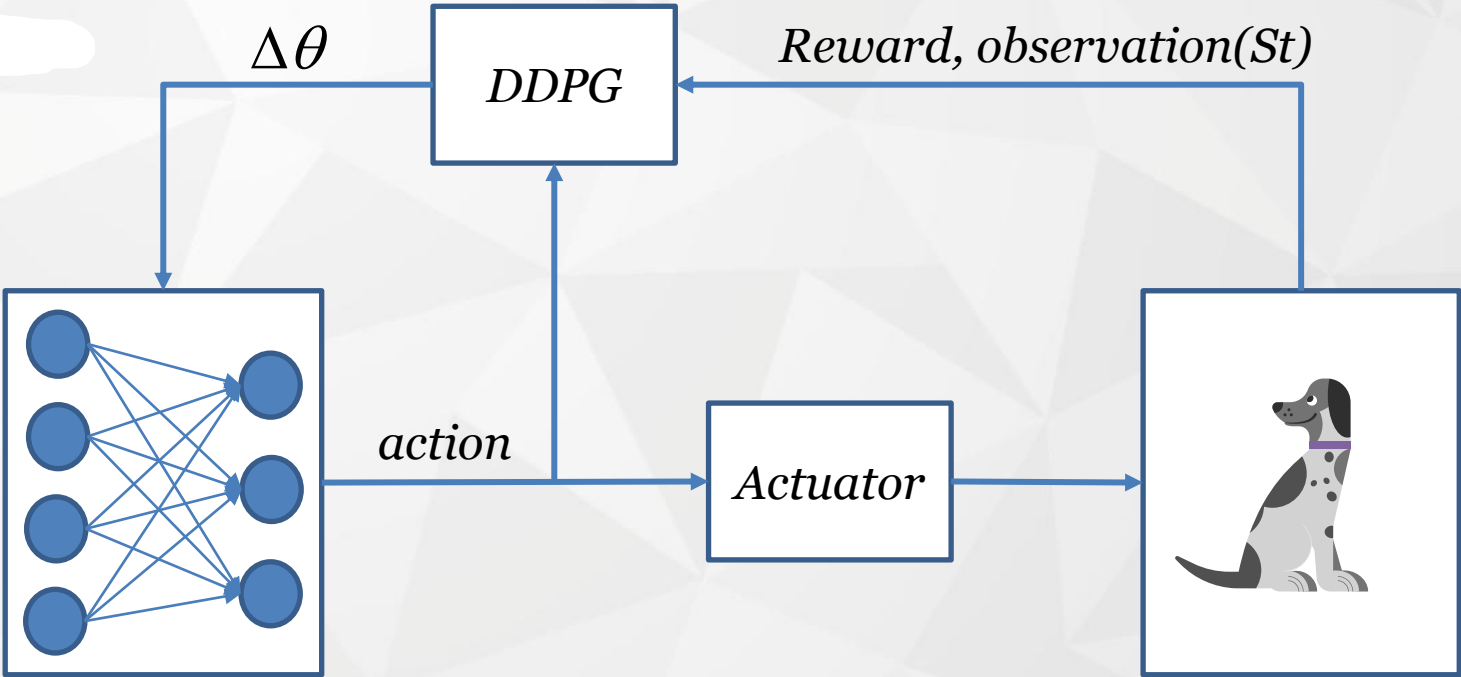 Δθ
DDPG
Reward, observation(St)
action
Actuator